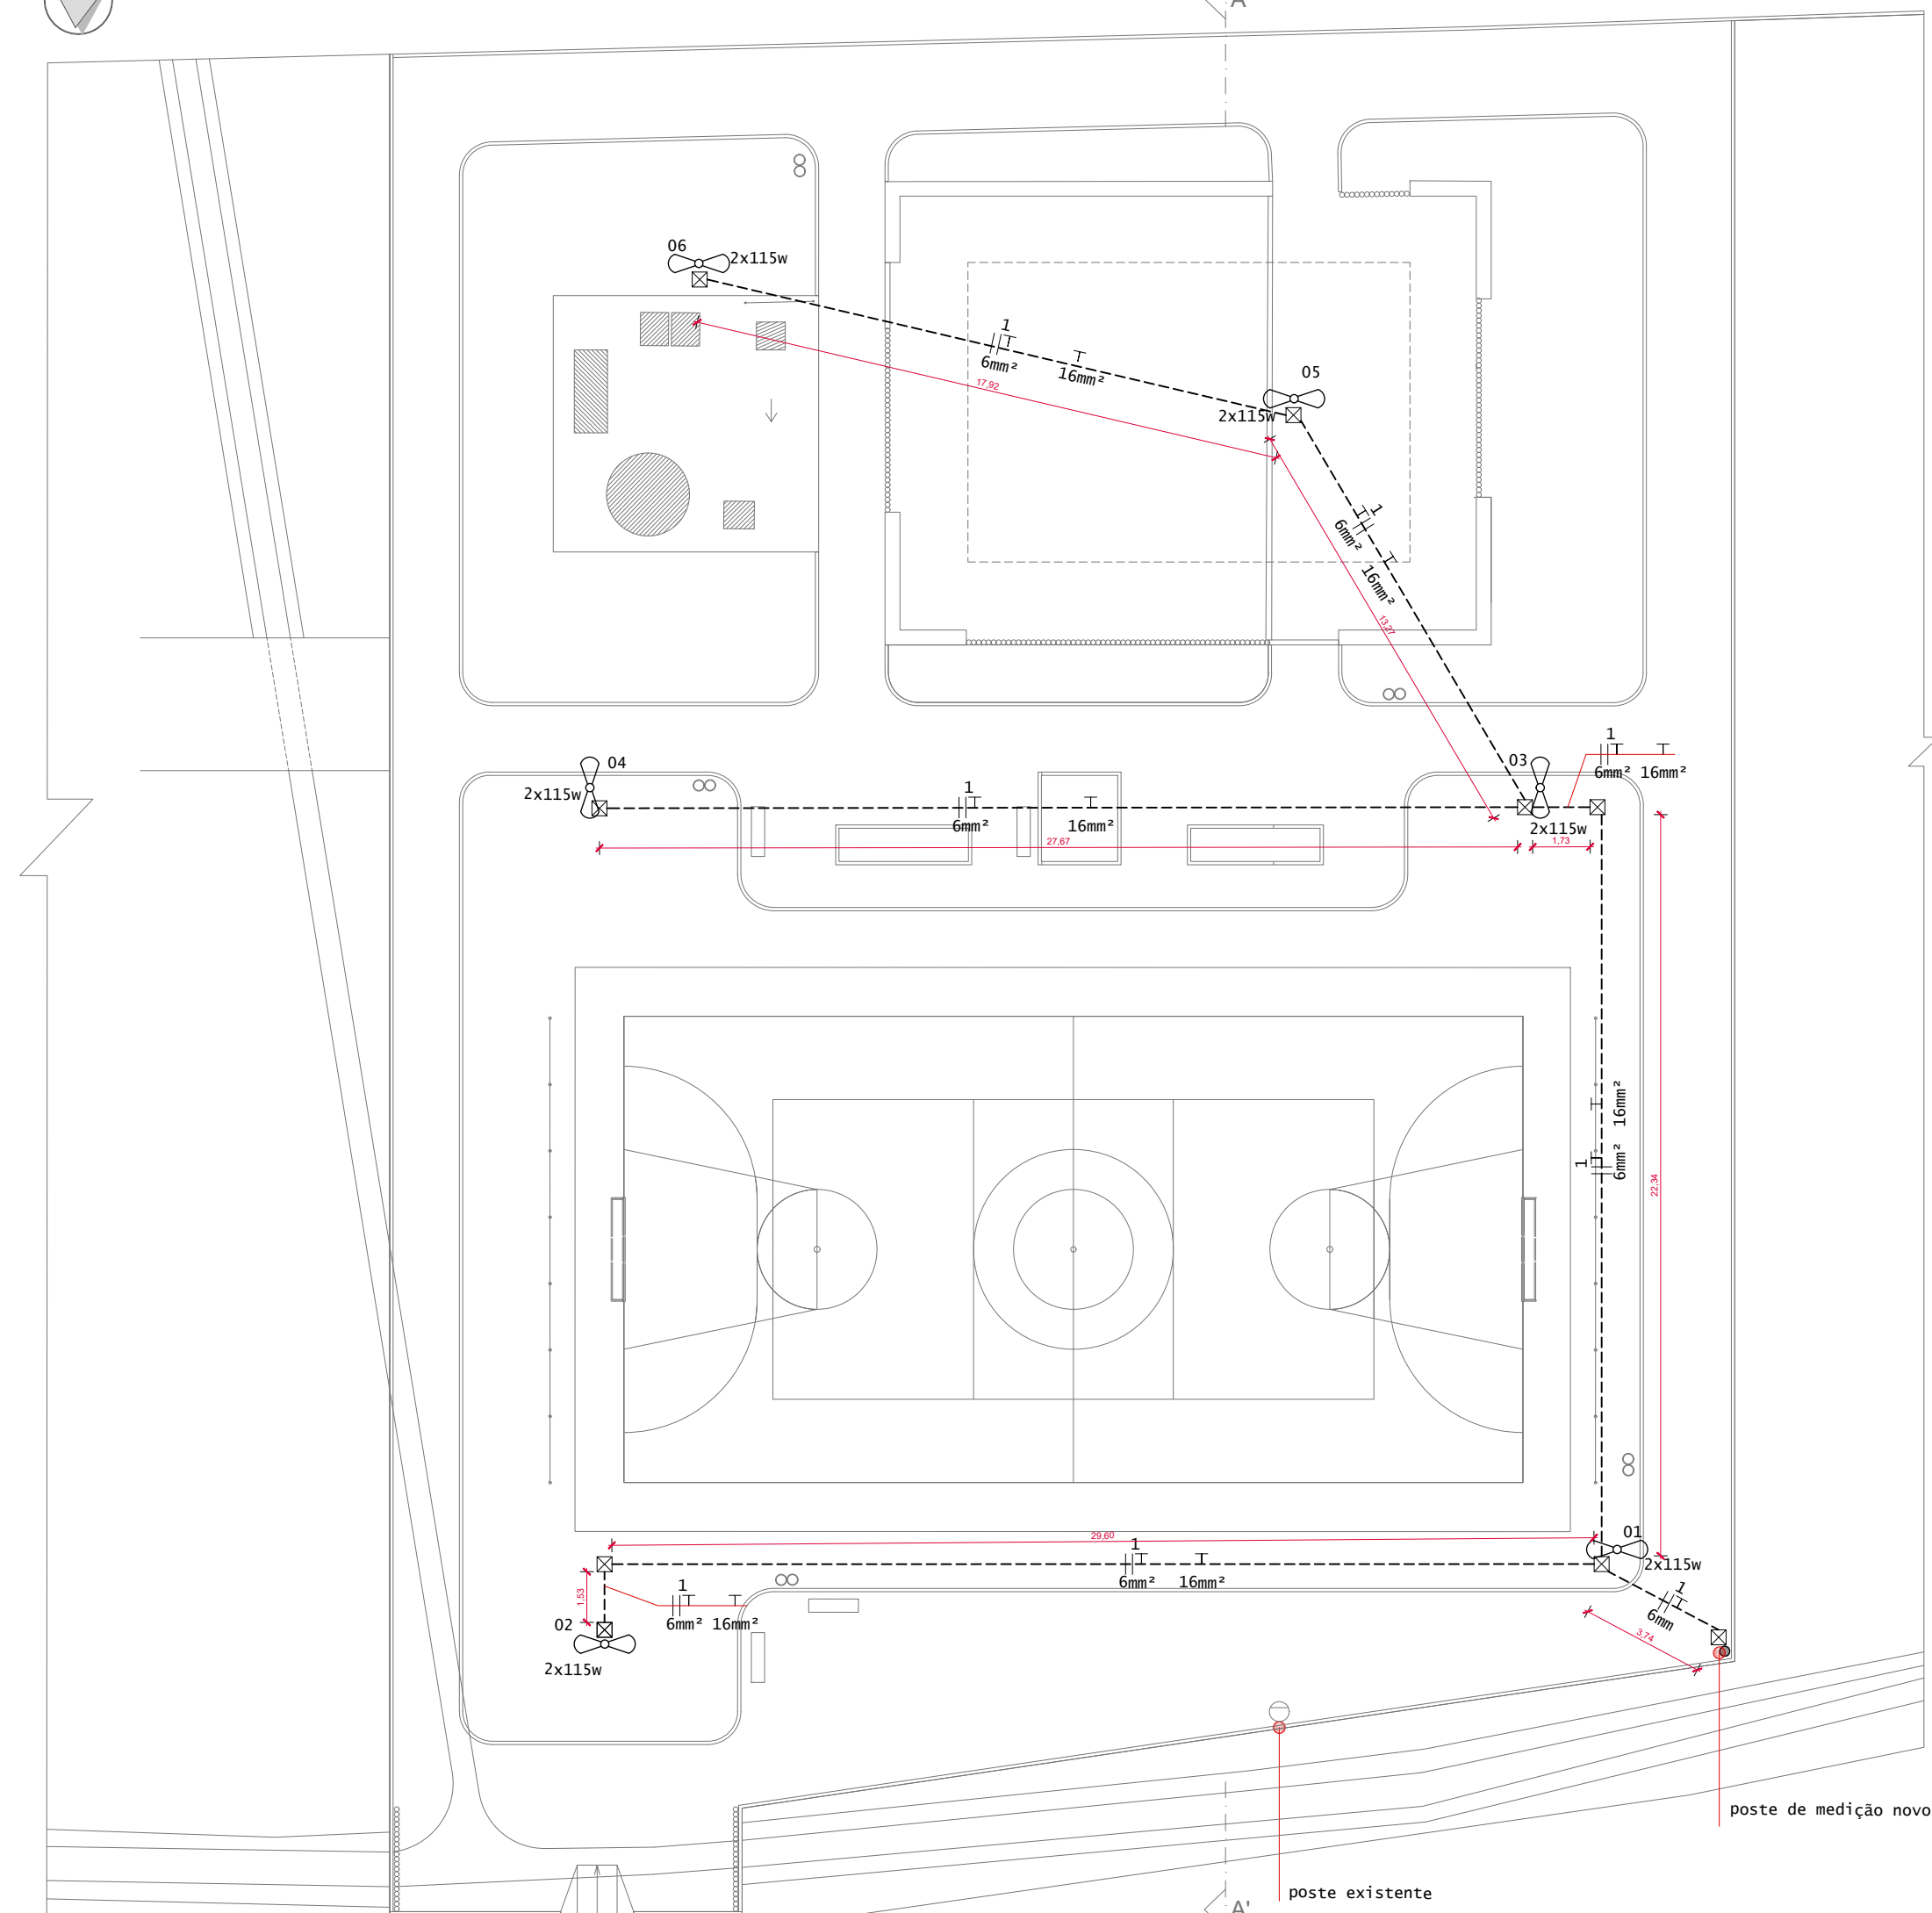 A
06
2x115w
1
6mm²
16mm²
17,92
05
2x115w
1
6mm²
16mm²
13,27
04
2x115w
1
6mm²
16mm²
27,67
03
2x115w
1,73
1
6mm² 16mm²
16mm²
1
6mm²
22,34
29,60
1
6mm² 16mm²
01
2x115w
1
6mm
3,74
1,53
1
6mm² 16mm²
02
2x115w
poste de medição novo
poste existente
A'